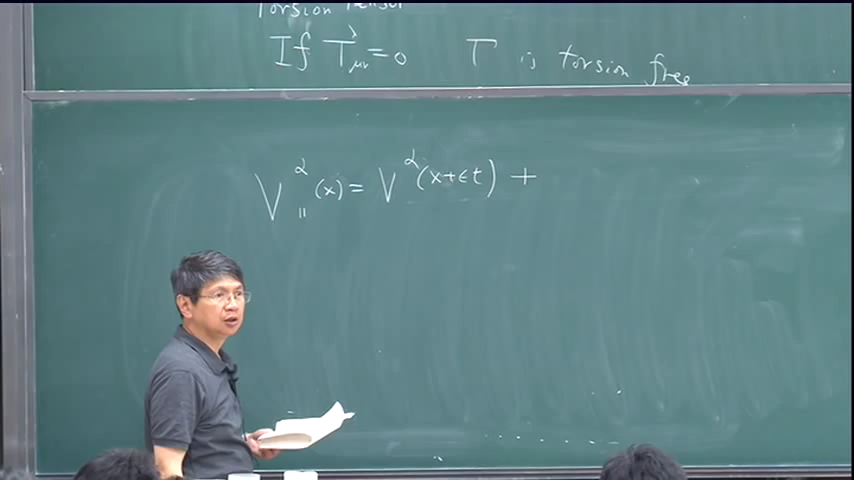 Torsion Tensor
If T^λ_μν = 0 Γ is torsion free
V^α_∥(x) = V^α(x+εt) +